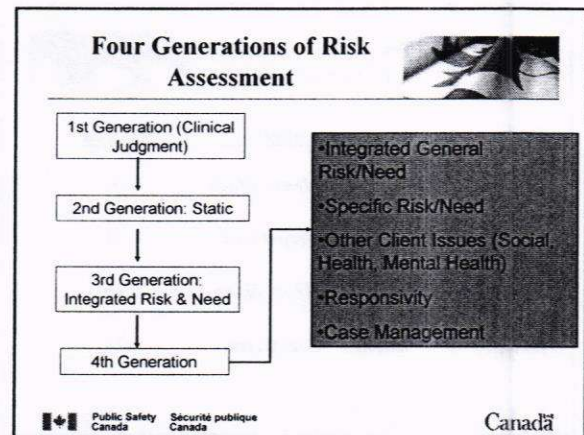 Four Generations of Risk
Assessment
1st Generation (Clinical
Judgment)
2nd Generation: Static
3rd Generation:
Integrated Risk & Need
4th Generation
•Integrated General
Risk/Need
•Specific Risk/Need
•Other Client Issues (Social,
Health, Mental Health)
•Responsivity
•Case Management
Public Safety Sécurité publique
Canada Canada
Canada